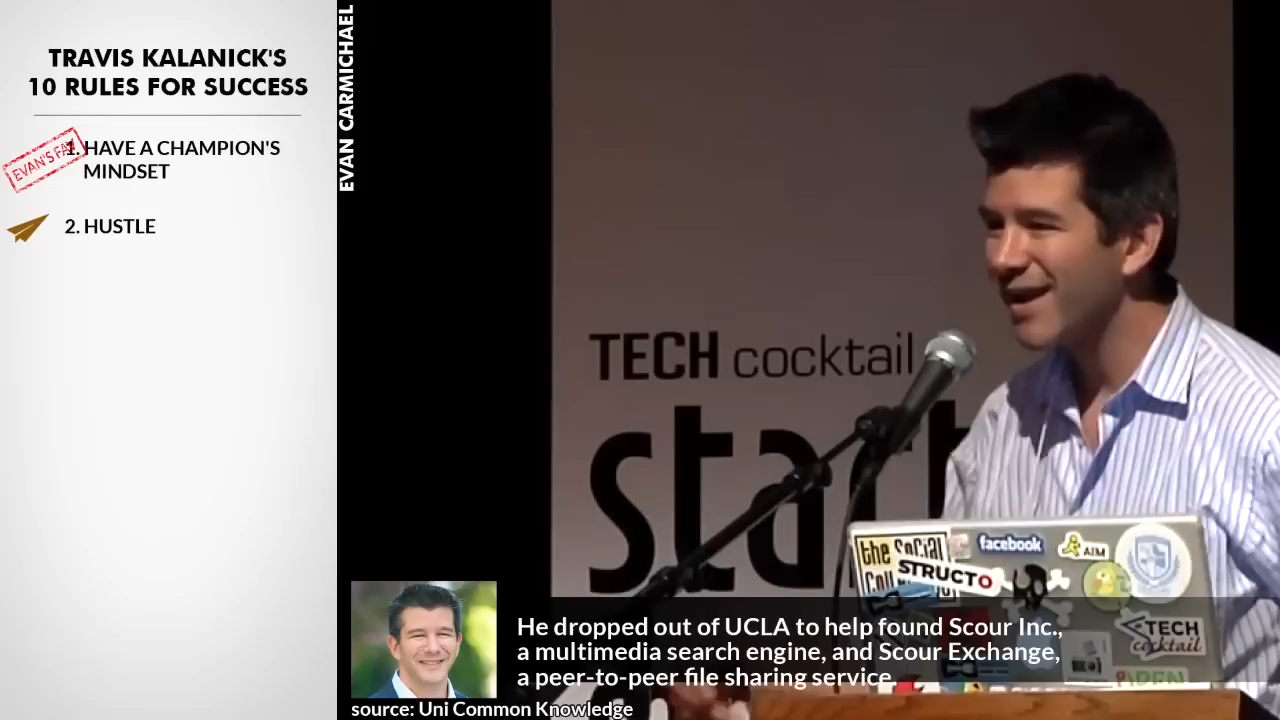 TRAVIS KALANICK'S
10 RULES FOR SUCCESS
EVAN'S
1. HAVE A CHAMPION'S
MINDSET
2. HUSTLE
EVAN CARMICHAEL
TECH cocktail
start
the Social
STRUCTO
facebook
AIM
TECH
cocktail
He dropped out of UCLA to help found Scour Inc.,
a multimedia search engine, and Scour Exchange,
a peer-to-peer file sharing service.
source: Uni Common Knowledge